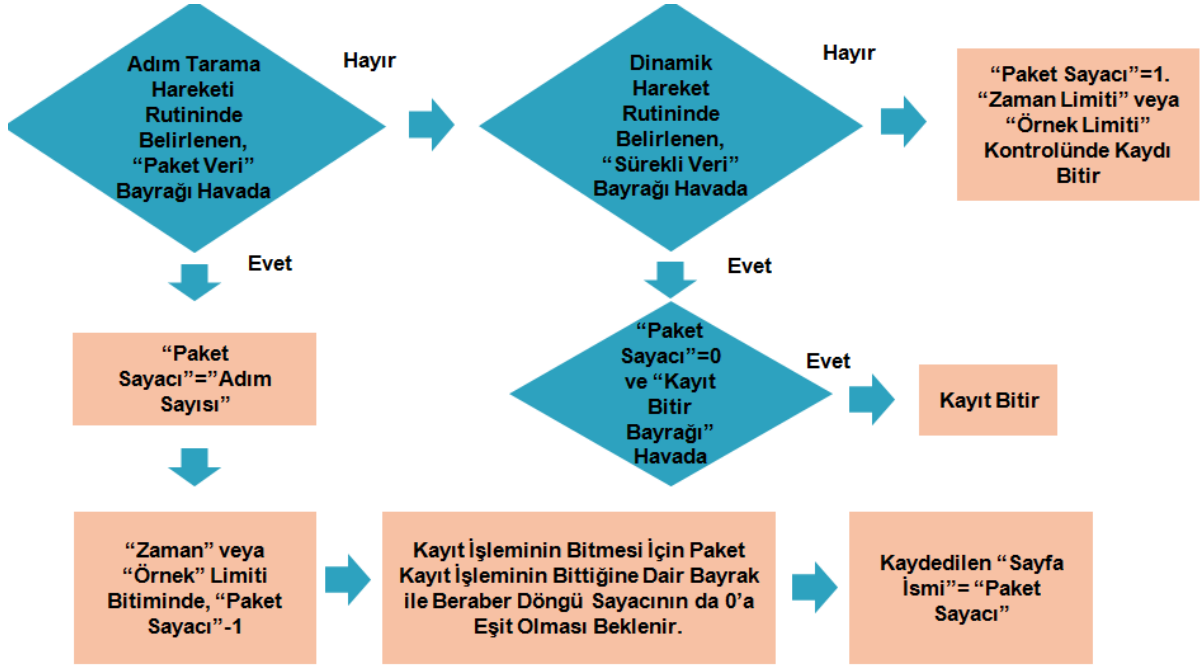 Adım Tarama
Hareketi
Rutininde
Belirlenen,
“Paket Veri”
Bayrağı Havada
Hayır
Dinamik
Hareket
Rutininde
Belirlenen,
“Sürekli Veri”
Bayrağı Havada
Hayır
“Paket Sayacı”=1.
“Zaman Limiti” veya
“Örnek Limiti”
Kontrolünde Kaydı
Bitir
Evet
Evet
“Paket
Sayacı”=”Adım
Sayısı”
“Paket
Sayacı”=0
ve “Kayıt
Bitir
Bayrağı”
Havada
Evet
Kayıt Bitir
“Zaman” veya
“Örnek” Limiti
Bitiminde, “Paket
Sayacı”-1
Kayıt İşleminin Bitmesi İçin Paket
Kayıt İşleminin Bittiğine Dair Bayrak
ile Beraber Döngü Sayacının da 0’a
Eşit Olması Beklenir.
Kaydedilen “Sayfa
İsmi”= “Paket
Sayacı”